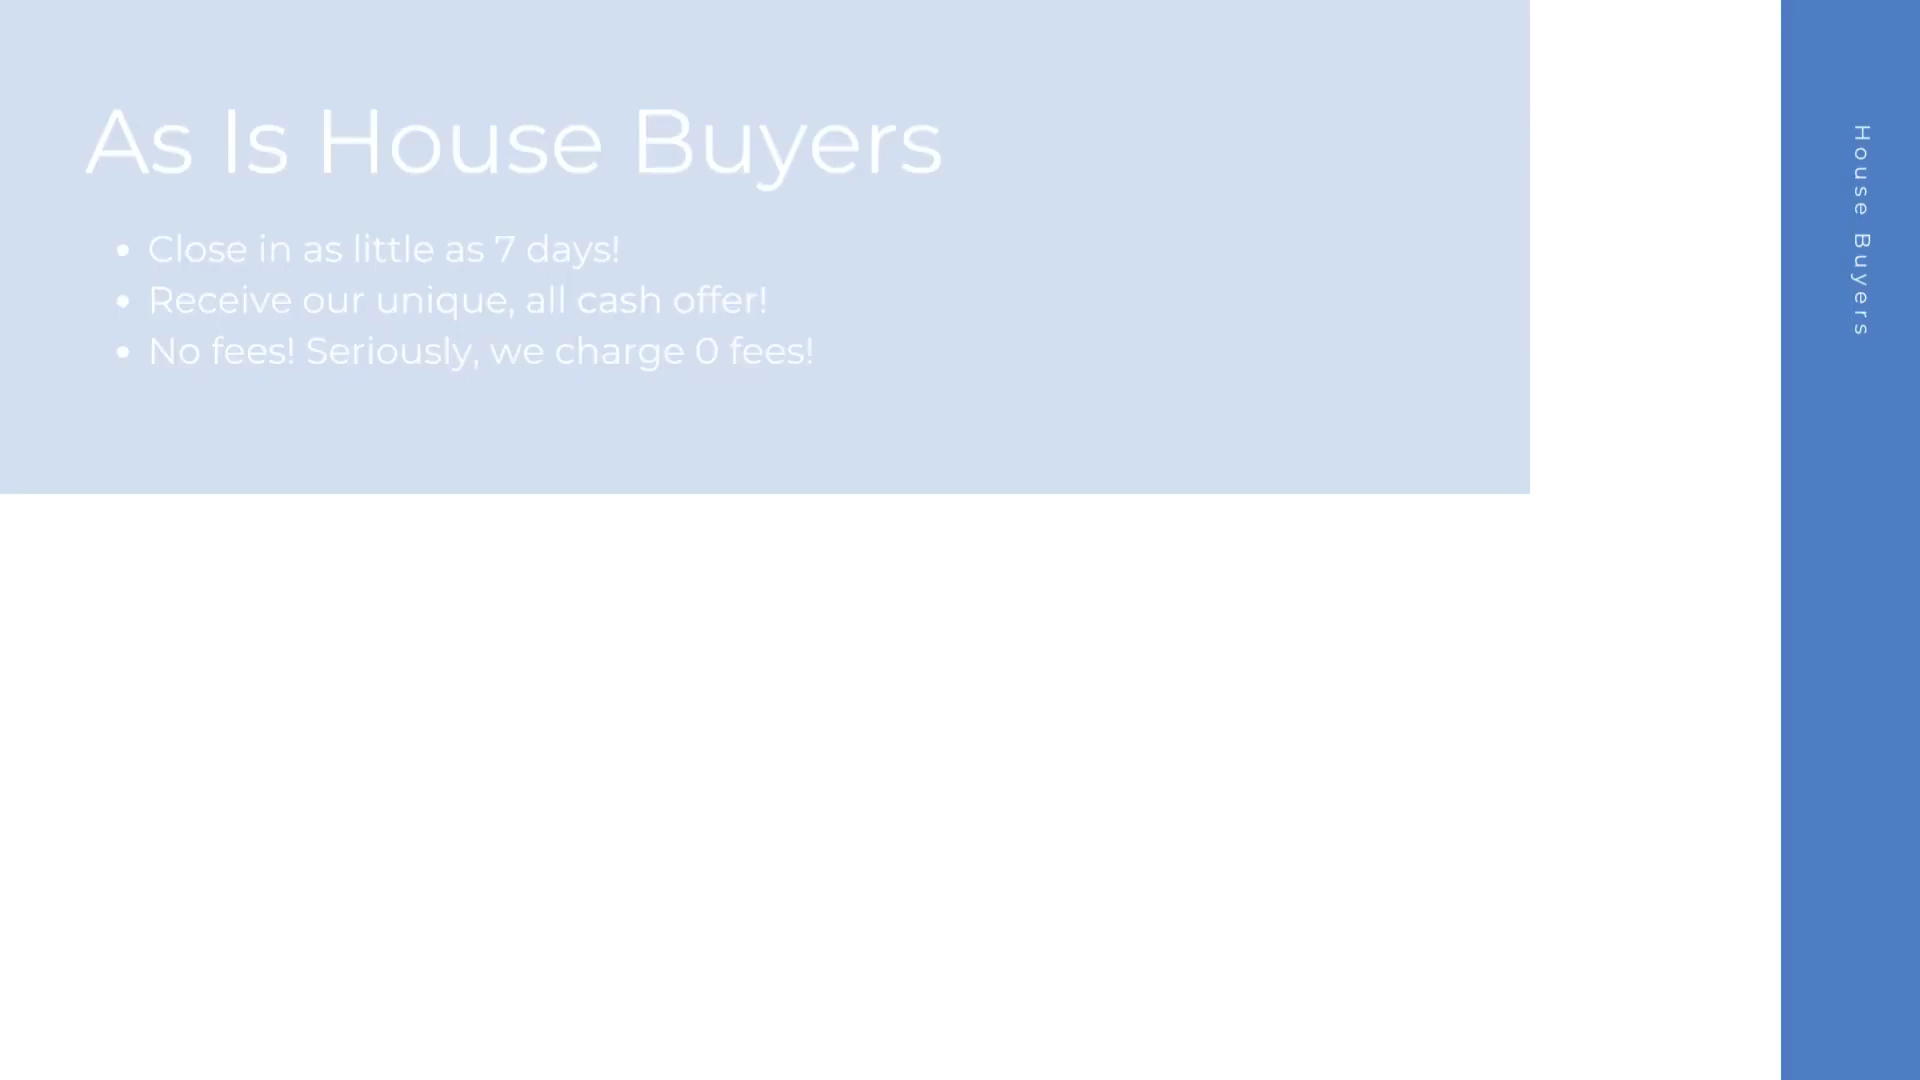 As Is House Buyers
• Close in as little as 7 days!
• Receive our unique, all cash offer!
• No fees! Seriously, we charge 0 fees!
House Buyers